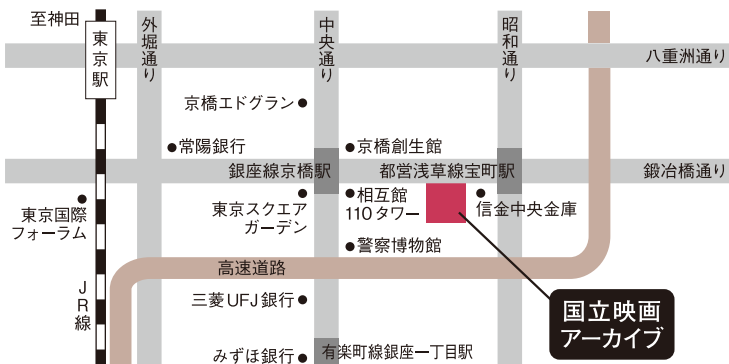 至神田
東京駅
外堀通り
中央通り
昭和通り
八重洲通り
京橋エドグラン
常陽銀行
京橋創生館
銀座線京橋駅
都営浅草線宝町駅
鍛冶橋通り
東京国際
フォーラム
東京スクエア
ガーデン
相互館
110タワー
信金中央金庫
警察博物館
高速道路
JR線
三菱UFJ銀行
国立映画
アーカイブ
みずほ銀行
有楽町線銀座一丁目駅